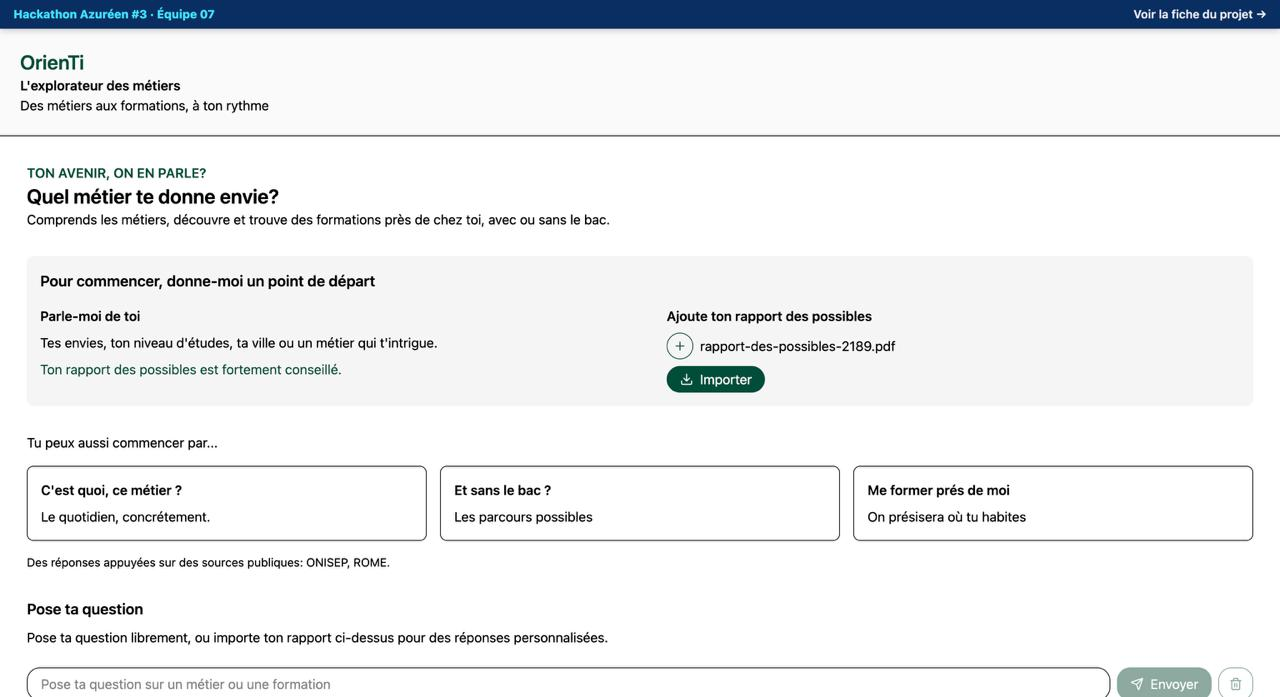 Hackathon Azuréen #3 · Équipe 07
Voir la fiche du projet →
OrienTi
L'explorateur des métiers
Des métiers aux formations, à ton rythme
TON AVENIR, ON EN PARLE?
Quel métier te donne envie?
Comprends les métiers, découvre et trouve des formations près de chez toi, avec ou sans le bac.
Pour commencer, donne-moi un point de départ
Parle-moi de toi
Tes envies, ton niveau d'études, ta ville ou un métier qui t'intrigue.
Ton rapport des possibles est fortement conseillé.
Ajoute ton rapport des possibles
rapport-des-possibles-2189.pdf
Importer
Tu peux aussi commencer par...
C'est quoi, ce métier ?
Le quotidien, concrétement.
Et sans le bac ?
Les parcours possibles
Me former prés de moi
On présisera où tu habites
Des réponses appuyées sur des sources publiques: ONISEP, ROME.
Pose ta question
Pose ta question librement, ou importe ton rapport ci-dessus pour des réponses personnalisées.
Pose ta question sur un métier ou une formation
Envoyer